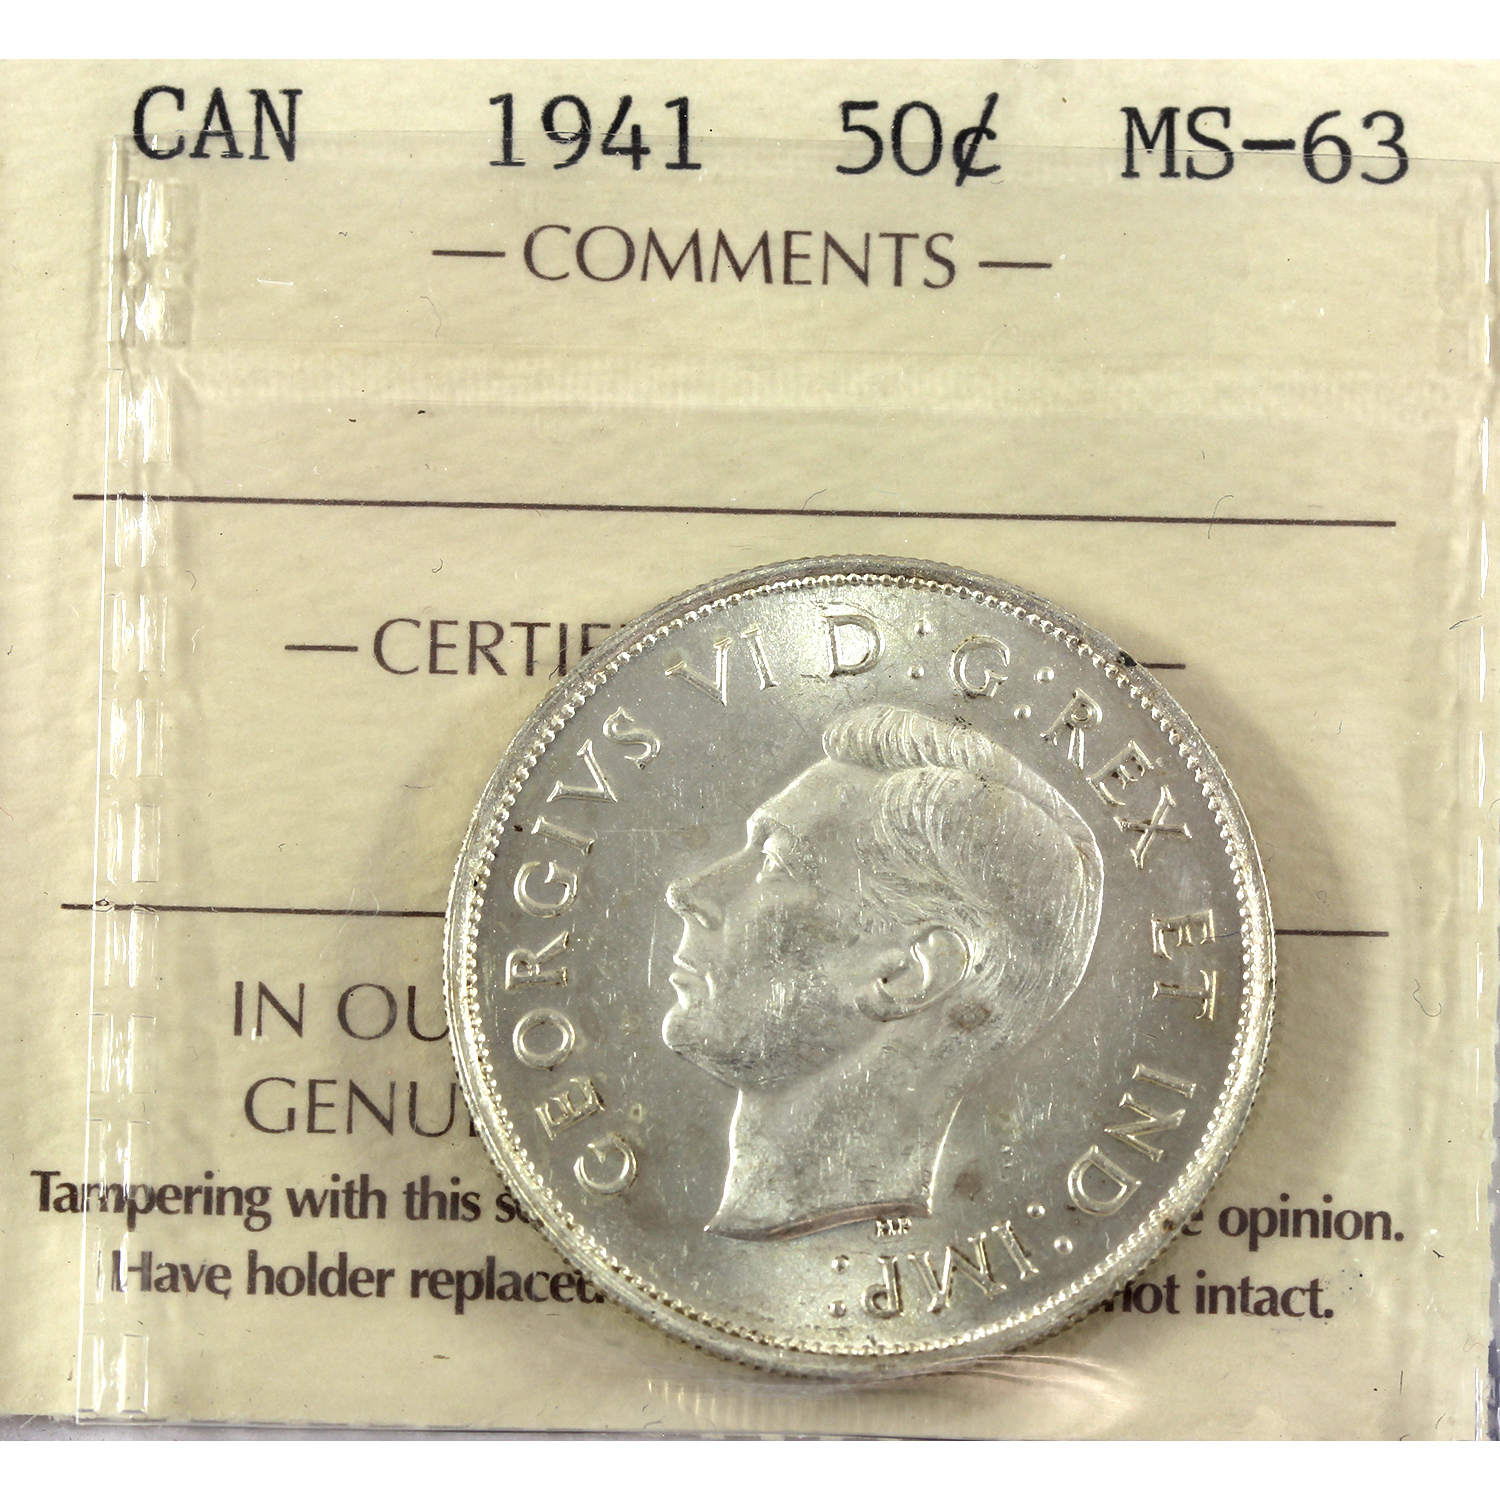 CAN 1941 50¢ MS-63
— COMMENTS —
— CERTIF —
IN OU
GENU
Tampering with this s e opinion.
Have holder replaced not intact.
GEORGIVS VI D:G:REX ET IND:IMP:
H.P.